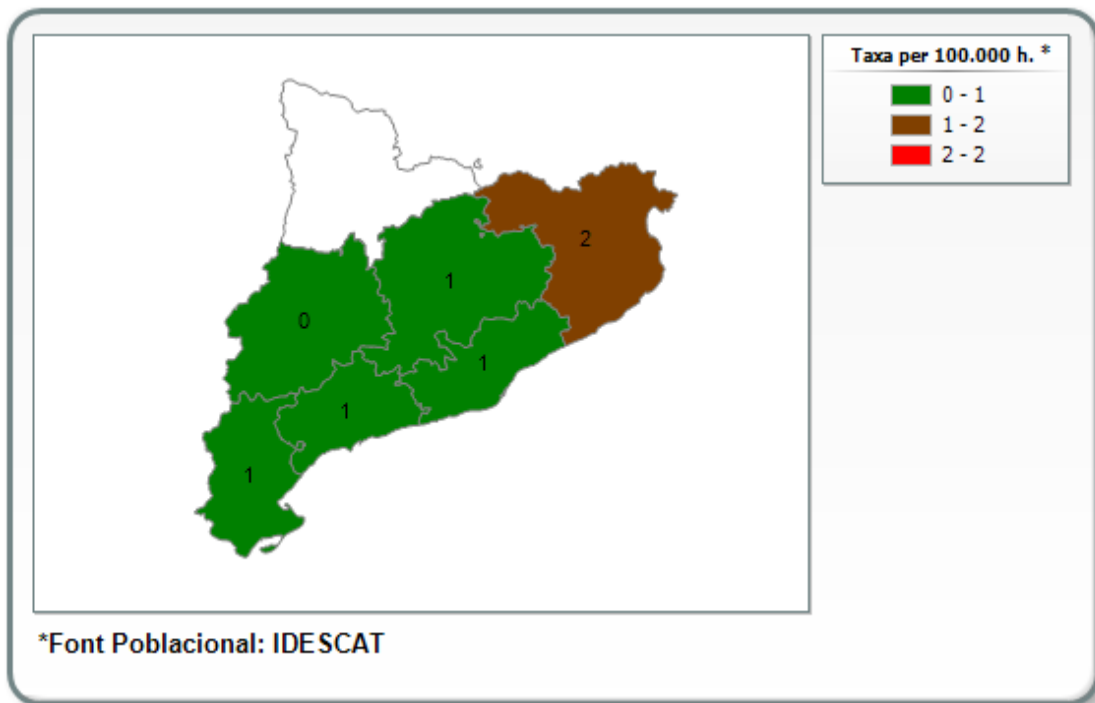 Taxa per 100.000 h. *
0 - 1
1 - 2
2 - 2
2
1
0
1
1
1
*Font Poblacional: IDESCAT